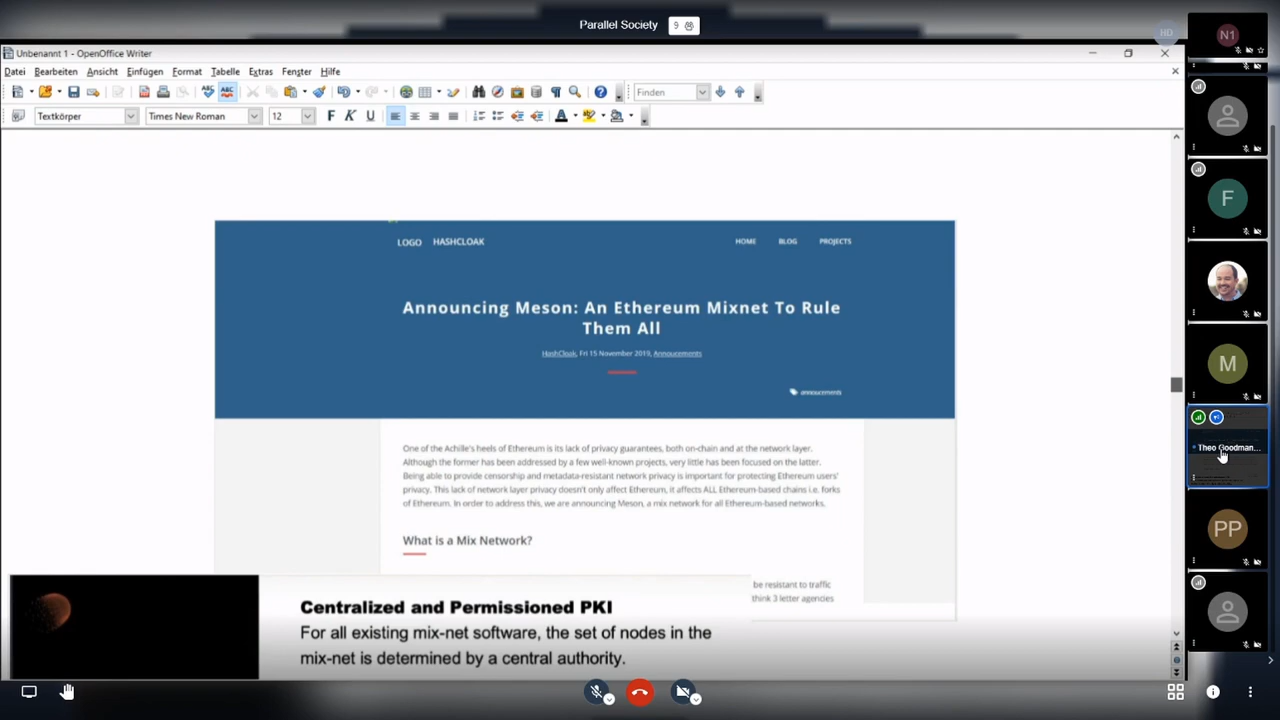 Parallel Society 9
HD
N1
Unbenannt 1 - OpenOffice Writer
Datei Bearbeiten Ansicht Einfügen Format Tabelle Extras Fenster Hilfe
Finden
Textkörper Times New Roman 12 F K U
LOGO HASHCLOAK HOME BLOG PROJECTS
Announcing Meson: An Ethereum Mixnet To Rule
Them All
HashCloak, Fri 15 November 2019, Annoucements
annoucements
One of the Achille's heels of Ethereum is its lack of privacy guarantees, both on-chain and at the network layer.
Although the former has been addressed by a few well-known projects, very little has been focused on the latter.
Being able to provide censorship and metadata-resistant network privacy is important for protecting Ethereum users'
privacy. This lack of network layer privacy doesn't only affect Ethereum, it affects ALL Ethereum-based chains i.e. forks
of Ethereum. In order to address this, we are announcing Meson, a mix network for all Ethereum-based networks.
What is a Mix Network?
be resistant to traffic
think 3 letter agencies
Centralized and Permissioned PKI
For all existing mix-net software, the set of nodes in the
mix-net is determined by a central authority.
F
M
Theo Goodman...
PP